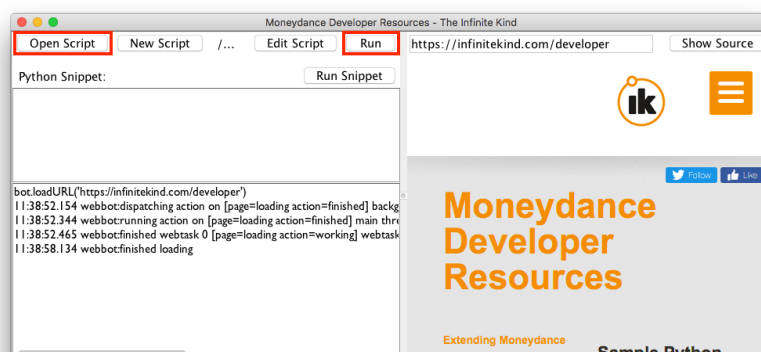 Moneydance Developer Resources - The Infinite Kind
Open Script New Script /... Edit Script Run https://infinitekind.com/developer Show Source
Python Snippet: Run Snippet
ik
Follow Like
bot.loadURL('https://infinitekind.com/developer')
11:38:52.154 webbot:dispatching action on [page=loading action=finished] backg
11:38:52.344 webbot:running action on [page=loading action=finished] main thre
11:38:52.465 webbot:finished webtask 0 [page=loading action=working] webtask
11:38:58.134 webbot:finished loading
Moneydance
Developer
Resources
Extending Moneydance
Sample Python